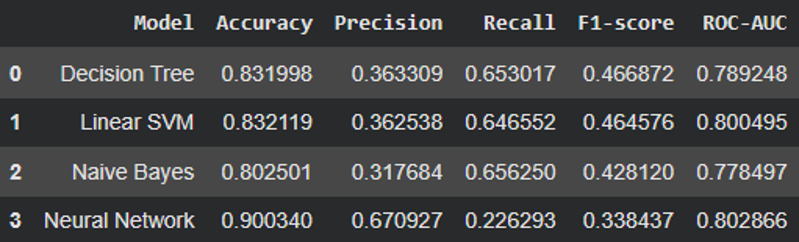 Model Accuracy Precision Recall F1-score ROC-AUC
0 Decision Tree 0.831998 0.363309 0.653017 0.466872 0.789248
1 Linear SVM 0.832119 0.362538 0.646552 0.464576 0.800495
2 Naive Bayes 0.802501 0.317684 0.656250 0.428120 0.778497
3 Neural Network 0.900340 0.670927 0.226293 0.338437 0.802866